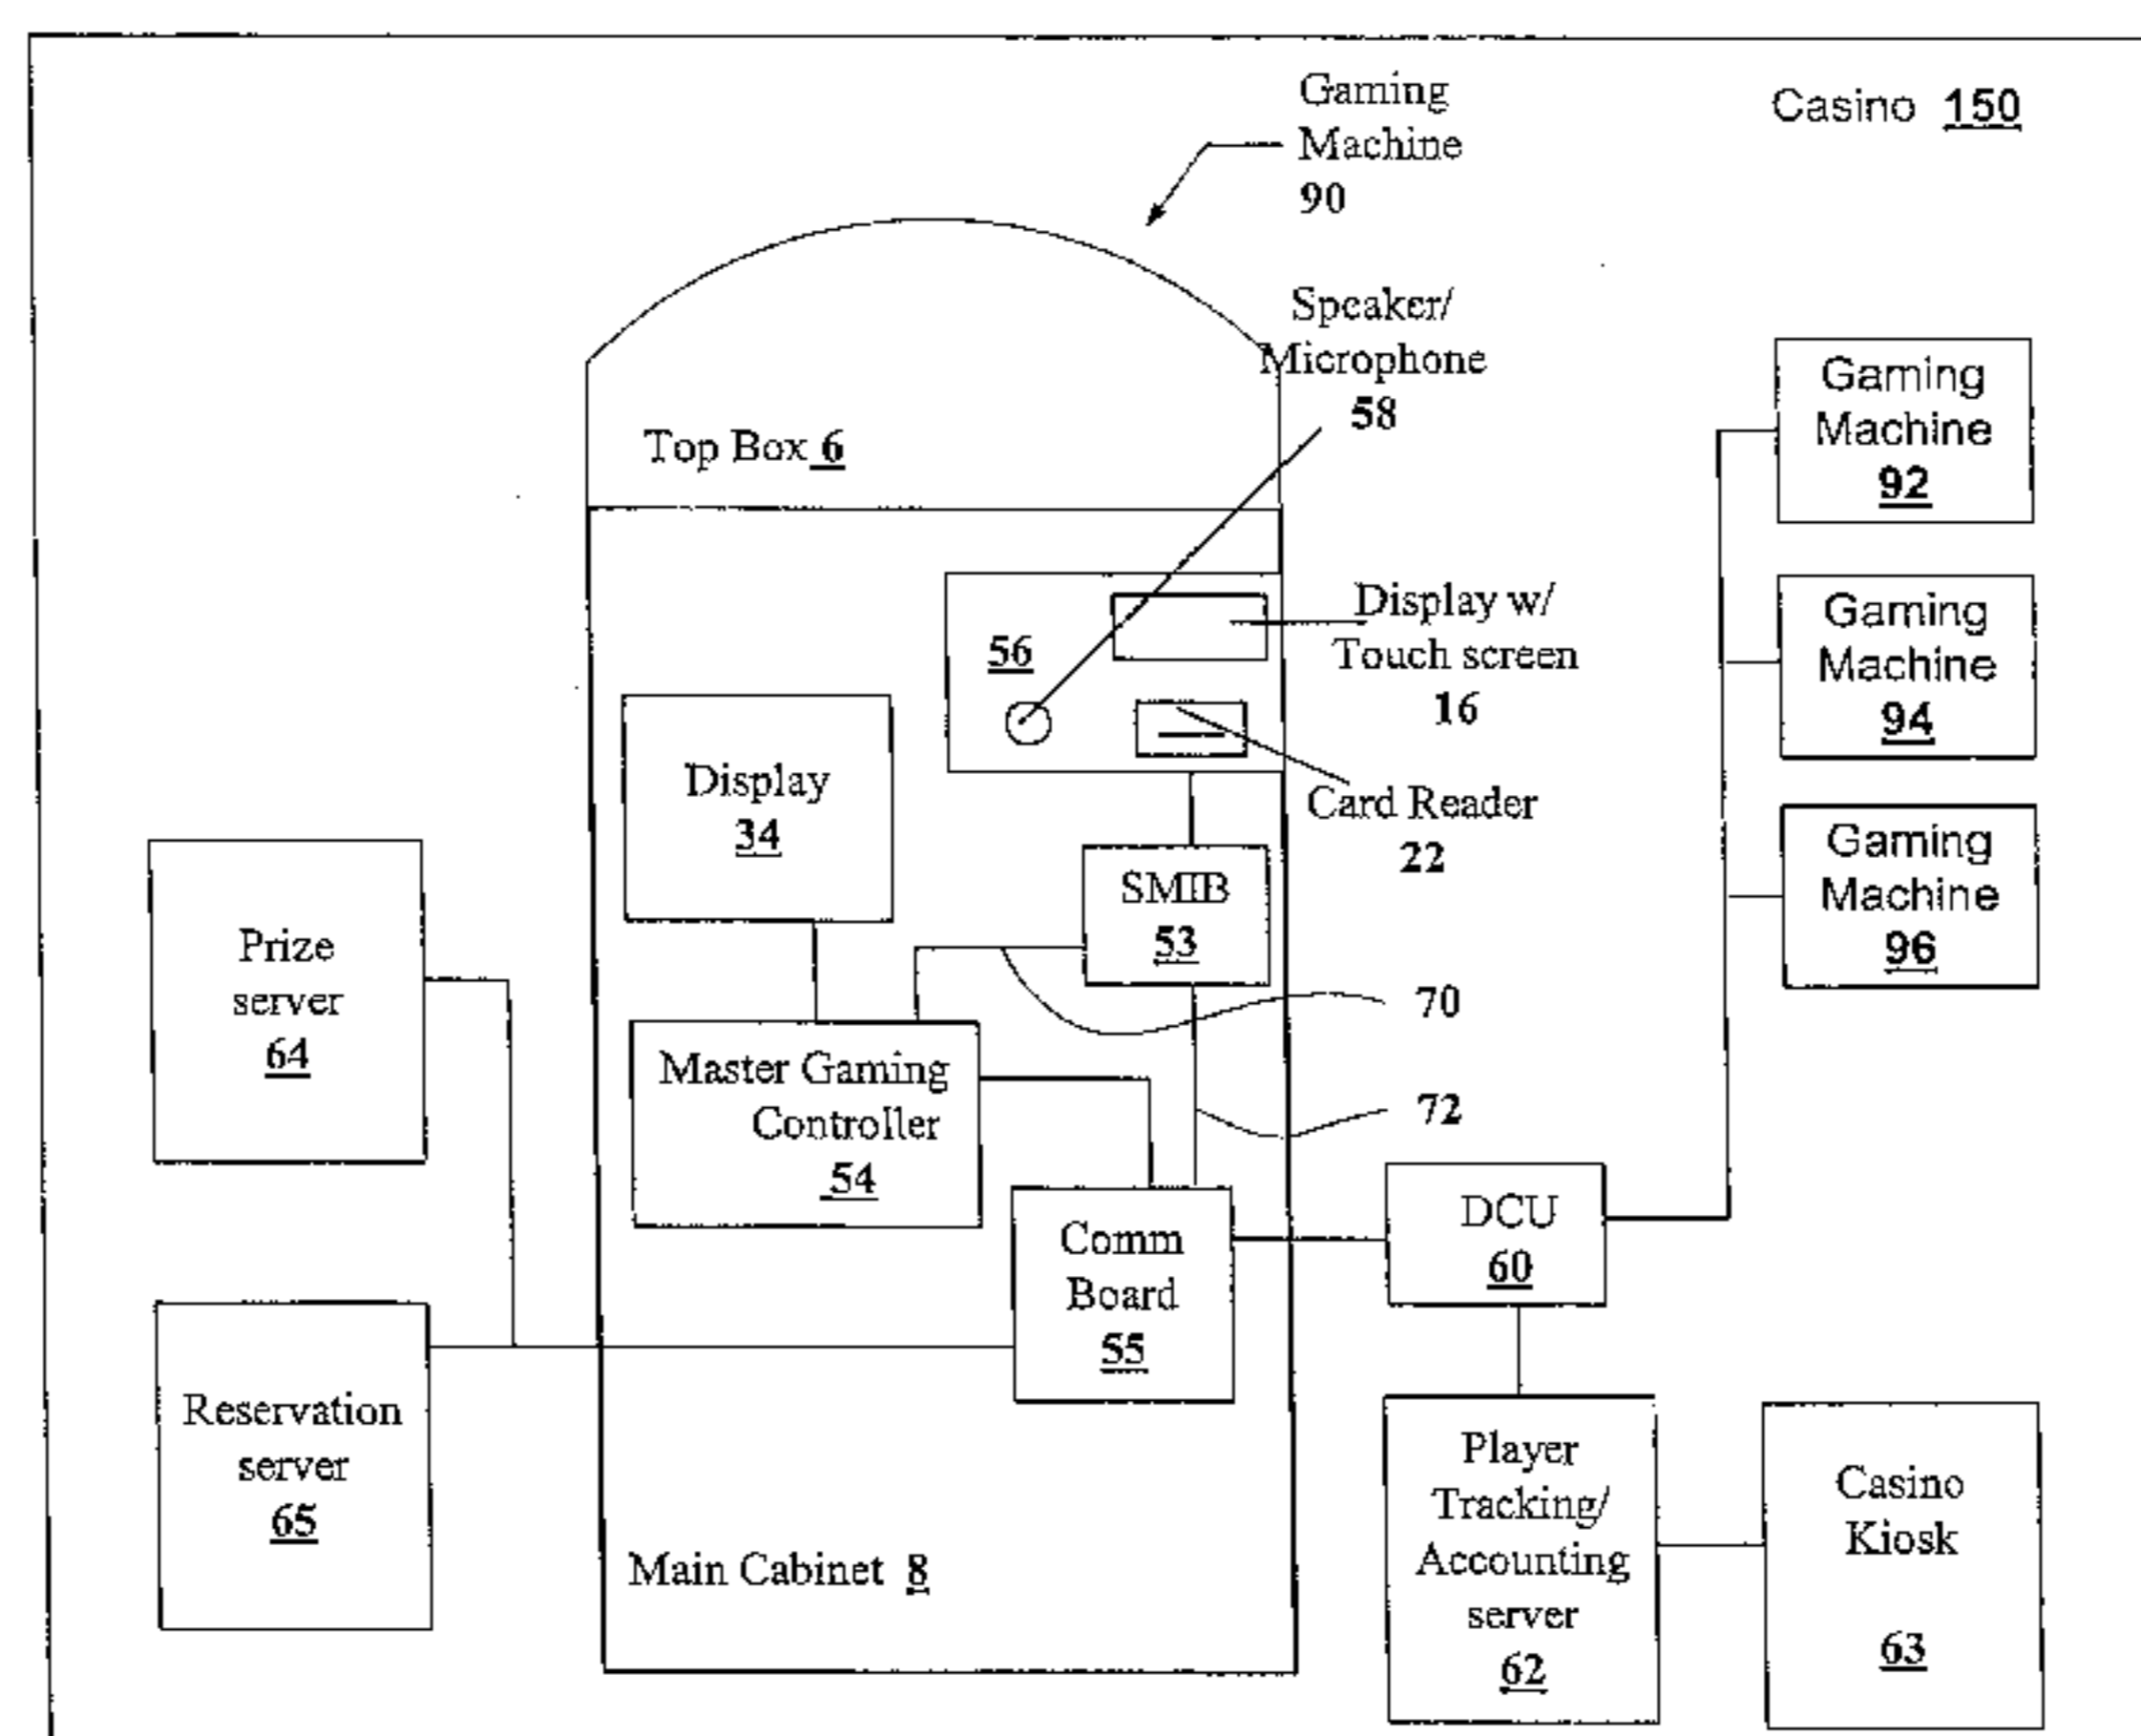 Casino 150
Gaming
Machine
90
Speaker/
Microphone
58
Top Box 6
Gaming
Machine
92
56
Display w/
Touch screen
16
Gaming
Machine
94
Display
34
Card Reader
22
Gaming
Machine
96
SMIB
53
Prize
server
64
70
Master Gaming
Controller
54
72
Comm
Board
55
DCU
60
Reservation
server
65
Player
Tracking/
Accounting
server
62
Casino
Kiosk
63
Main Cabinet 8